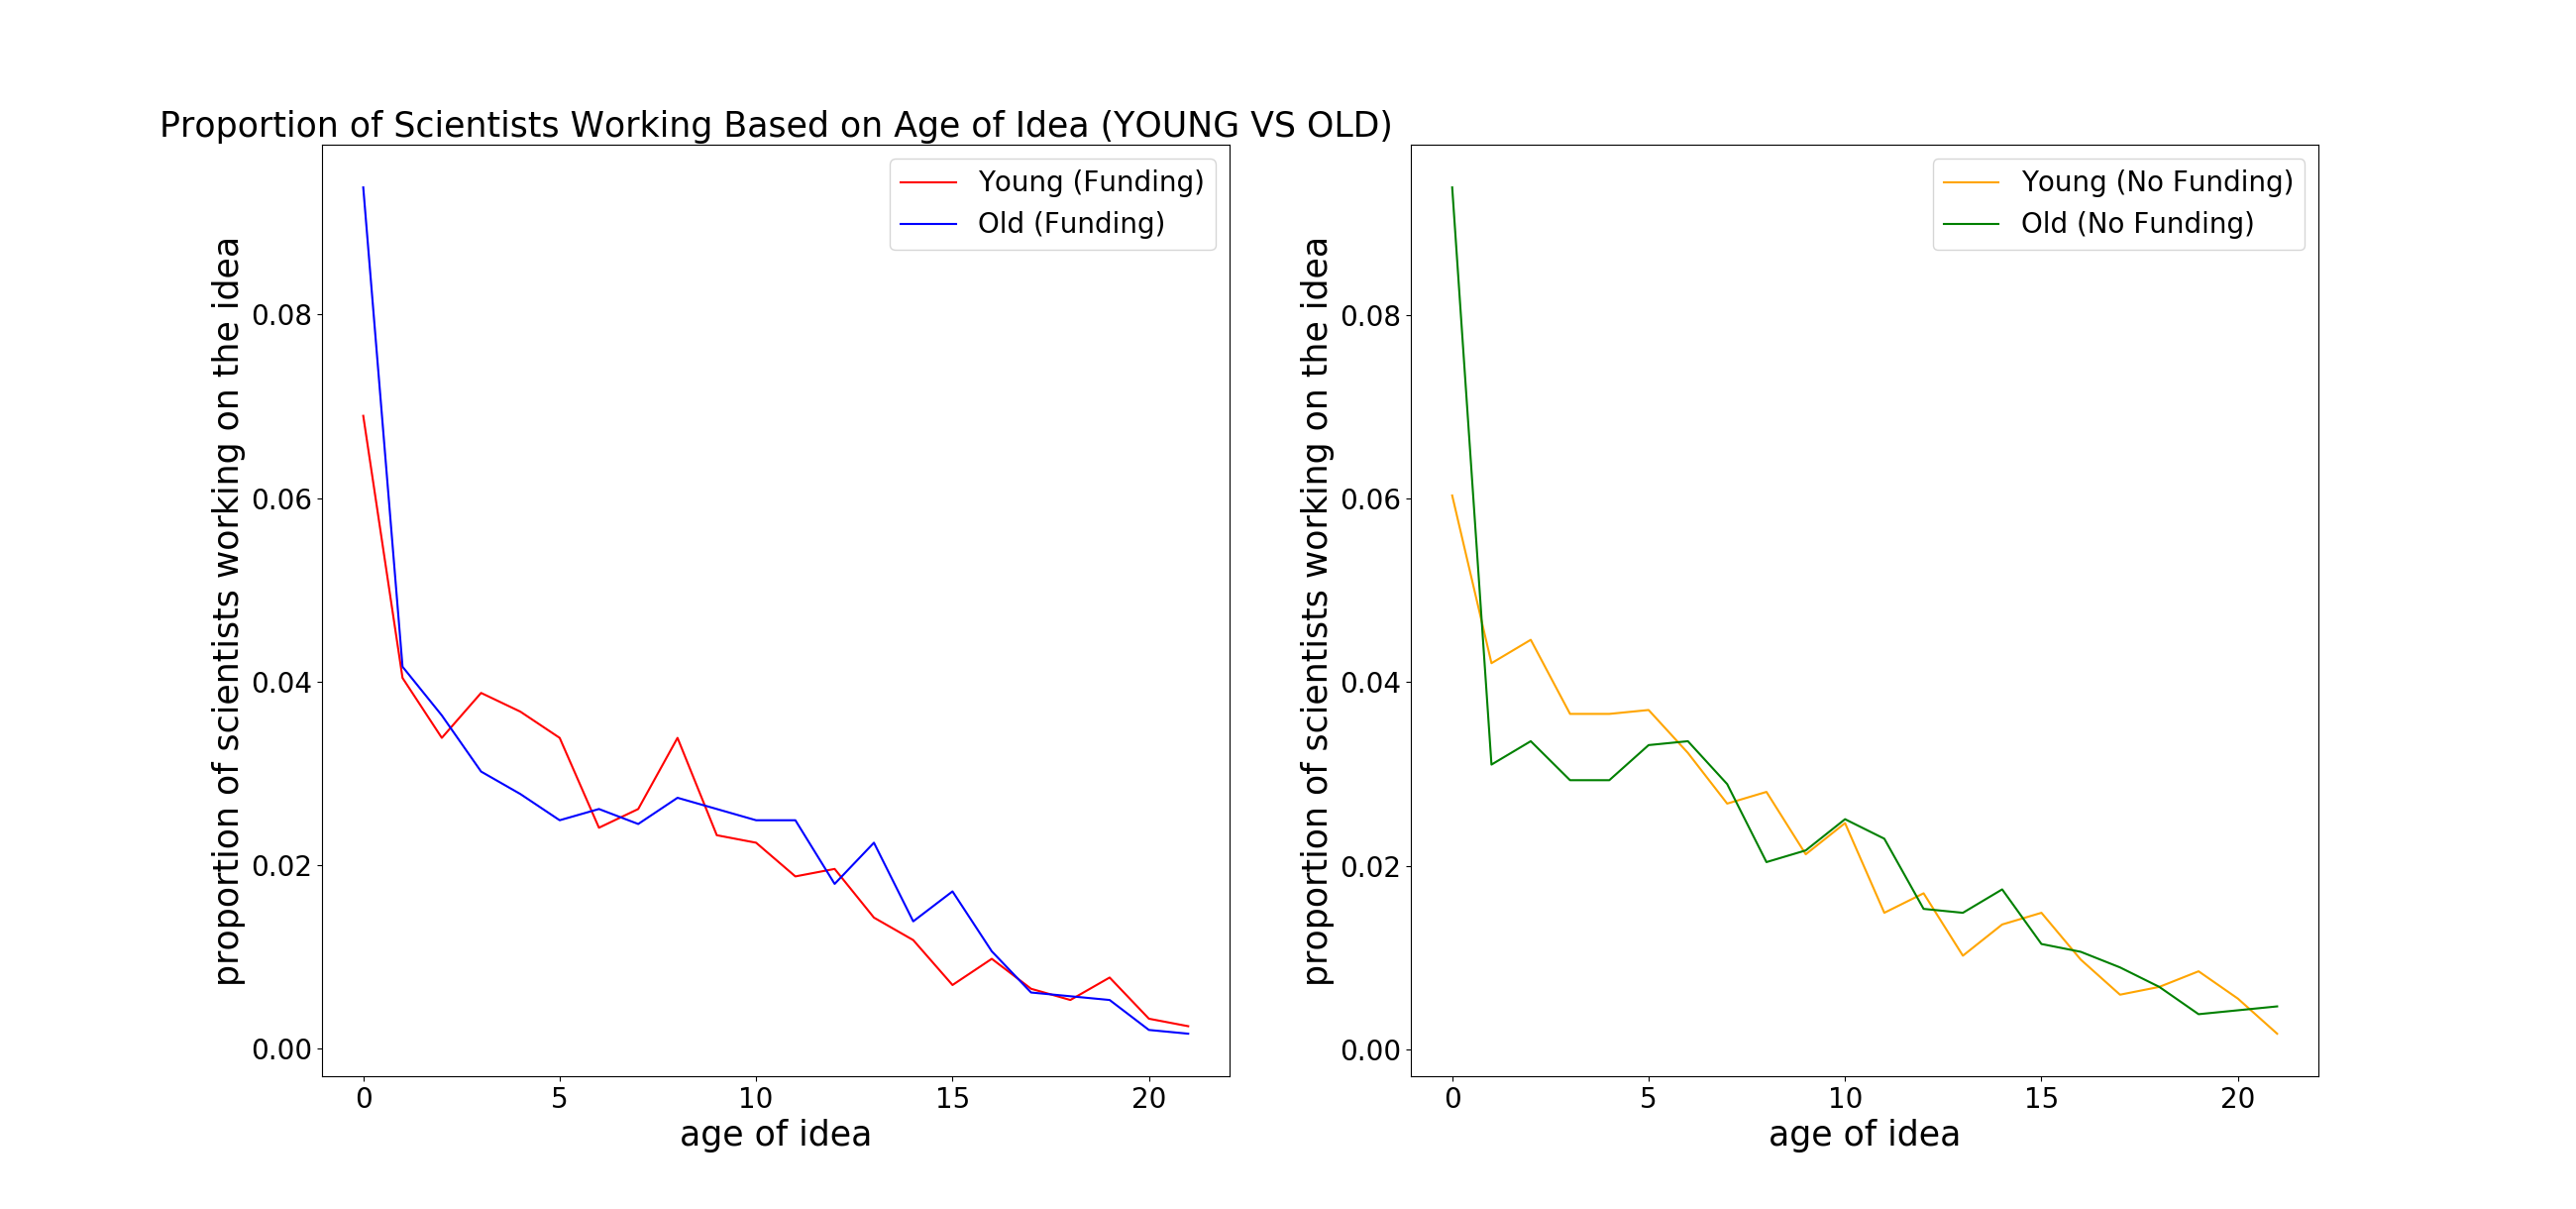 Proportion of Scientists Working Based on Age of Idea (YOUNG VS OLD)
Young (Funding)
Old (Funding)
proportion of scientists working on the idea
0.08
0.06
0.04
0.02
0.00
0 5 10 15 20
age of idea
Young (No Funding)
Old (No Funding)
proportion of scientists working on the idea
0.08
0.06
0.04
0.02
0.00
0 5 10 15 20
age of idea